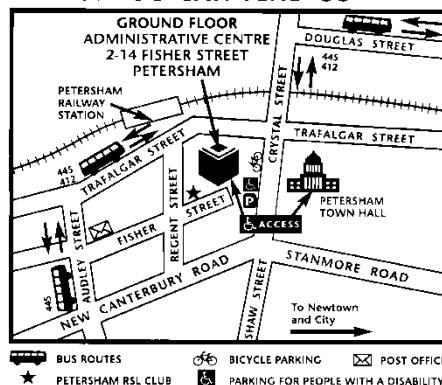 GROUND FLOOR
ADMINISTRATIVE CENTRE
2-14 FISHER STREET
PETERSHAM
DOUGLAS STREET
445
412
PETERSHAM
RAILWAY
STATION
CRYSTAL STREET
TRAFALGAR STREET
TRAFALGAR STREET
445
412
REGENT STREET
FISHER STREET
P
ACCESS
PETERSHAM
TOWN HALL
AUDLEY STREET
445
NEW CANTERBURY ROAD
STANMORE ROAD
SHAW STREET
To Newtown
and City
BUS ROUTES
BICYCLE PARKING
POST OFFICE
PETERSHAM RSL CLUB
PARKING FOR PEOPLE WITH A DISABILITY